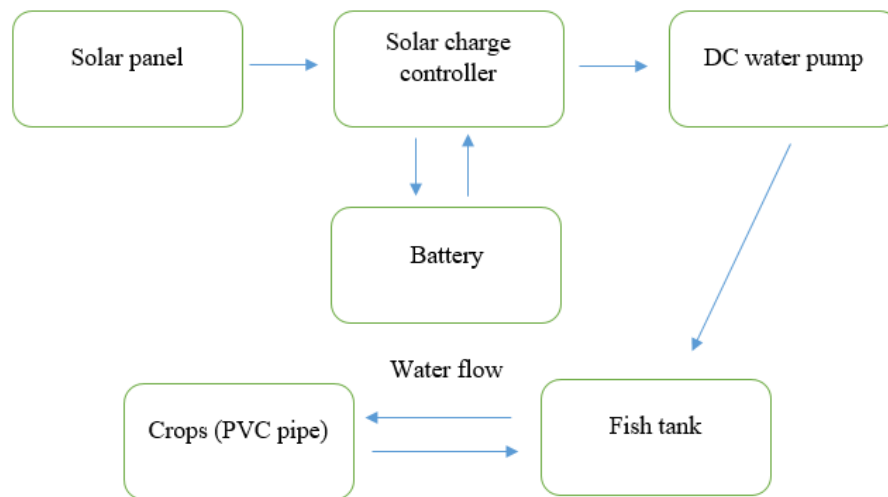 Solar panel
Solar charge
controller
DC water pump
Battery
Water flow
Crops (PVC pipe)
Fish tank